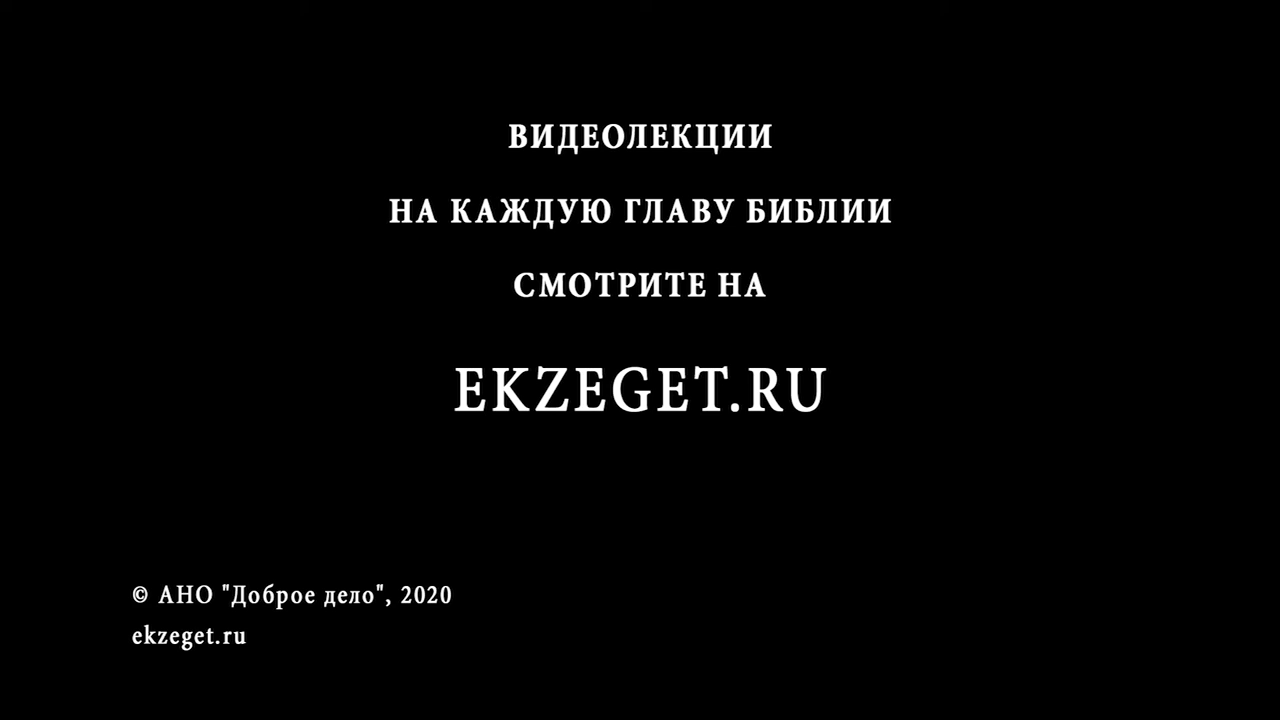 ВИДЕОЛЕКЦИИ
НА КАЖДУЮ ГЛАВУ БИБЛИИ
СМОТРИТЕ НА
EKZEGET.RU
© АНО "Доброе дело", 2020
ekzeget.ru